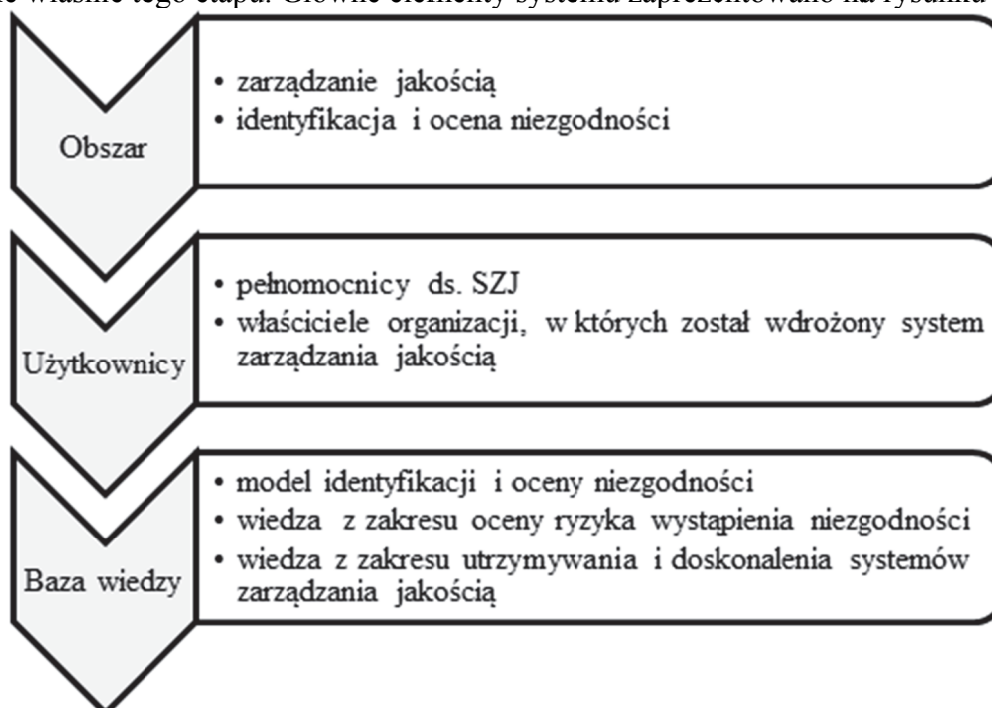 właśnie tego etapu. Główne elementy systemu zaprezentowano na rysunku
• zarządzanie jakością
• identyfikacja i ocena niezgodności
Obszar
• pełnomocnicy ds. SZJ
• właściciele organizacji, w których został wdrożony system
zarządzania jakością
Użytkownicy
• model identyfikacji i oceny niezgodności
• wiedza z zakresu oceny ryzyka wystąpienia niezgodności
• wiedza z zakresu utrzymywania i doskonalenia systemów
zarządzania jakością
Baza wiedzy